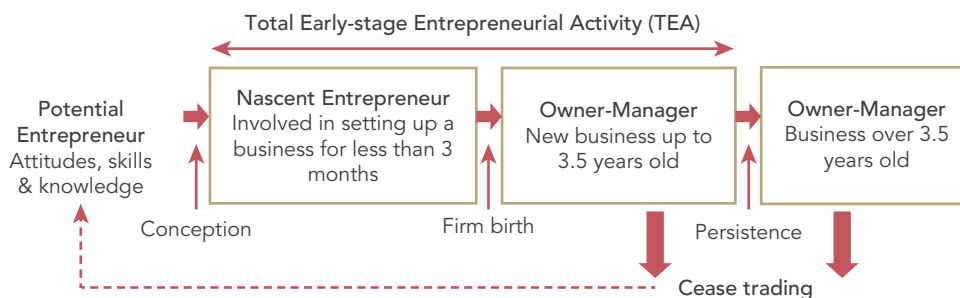 Total Early-stage Entrepreneurial Activity (TEA)
Potential
Entrepreneur
Attitudes, skills
& knowledge
Nascent Entrepreneur
Involved in setting up a
business for less than 3
months
Owner-Manager
New business up to
3.5 years old
Owner-Manager
Business over 3.5
years old
Conception
Firm birth
Persistence
Cease trading